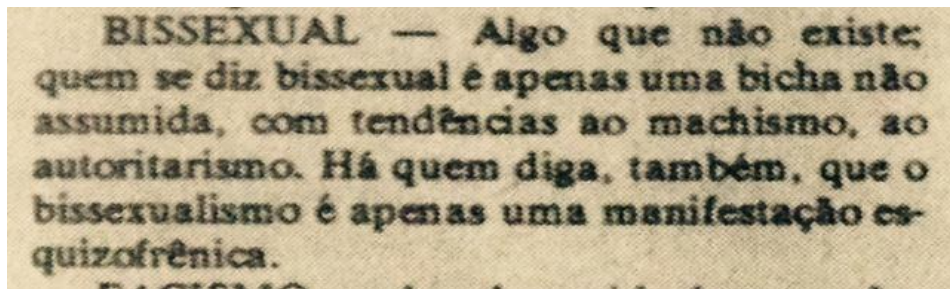 BISSEXUAL — Algo que não existe;
quem se diz bissexual é apenas uma bicha não
assumida, com tendências ao machismo, ao
autoritarismo. Há quem diga, também, que o
bissexualismo é apenas uma manifestação es-
quizofrênica.